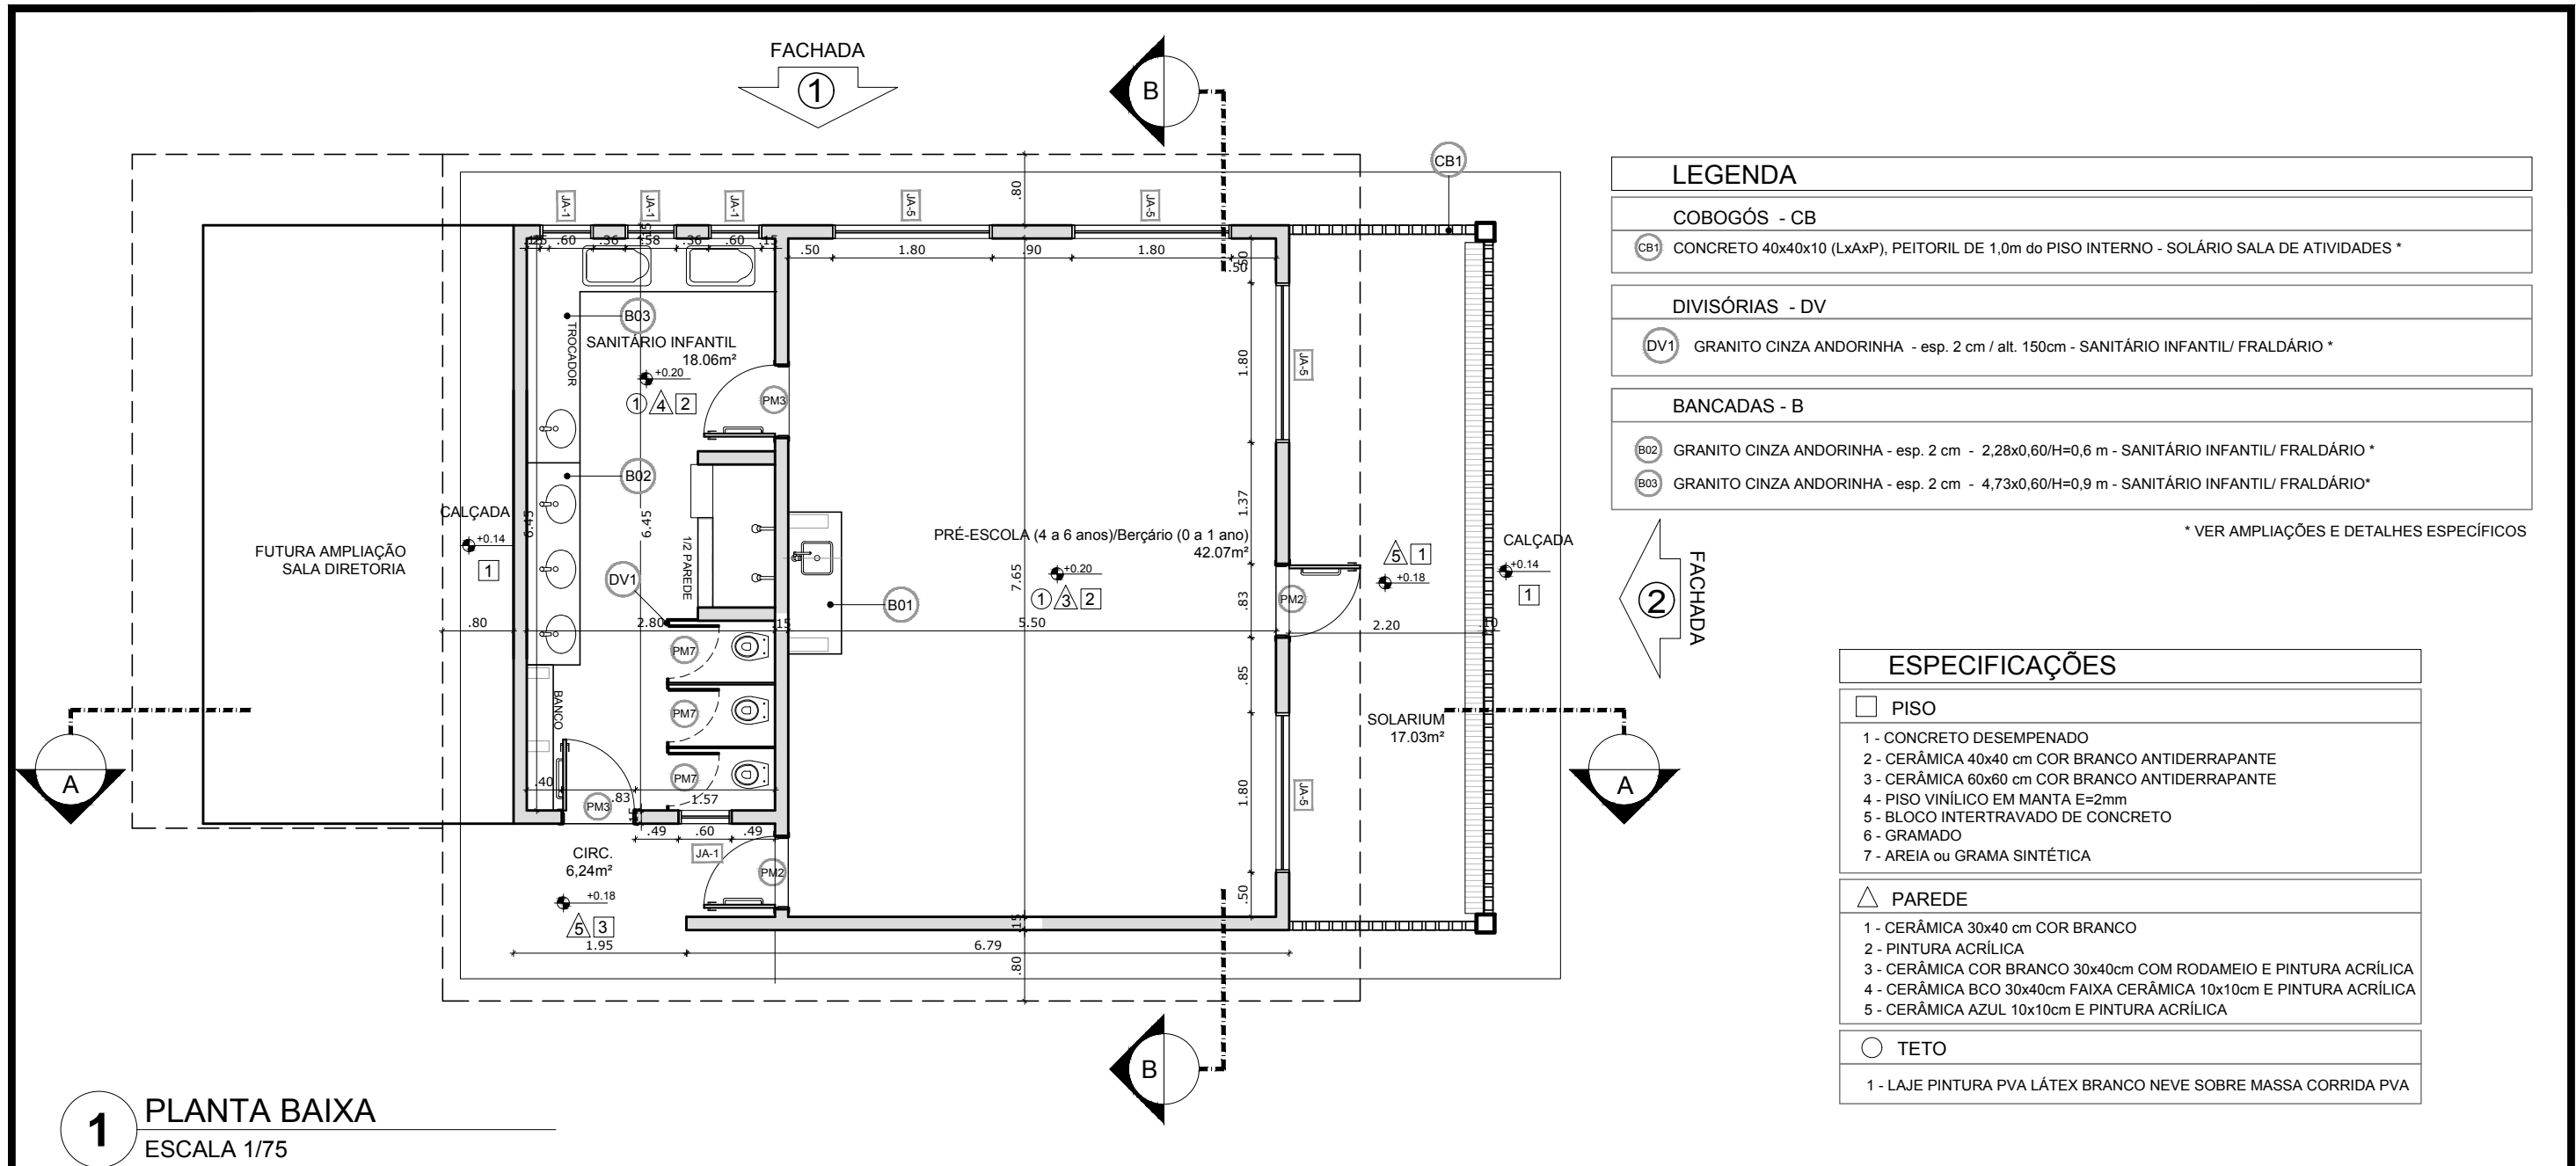 FACHADA
1
B
CB1
JA-1
JA-1
JA-1
JA-5
JA-5
.80
.15
.60
.36
.58
.36
.60
.15
.15
.50
1.80
.90
1.80
.50
.50
B03
TROCADOR
SANITÁRIO INFANTIL
18.06m²
+0.20
1 4 2
PM3
1.80
JA-5
B02
CALÇADA
+0.14
1
6.45
6.45
1/2 PAREDE
DV1
FUTURA AMPLIAÇÃO
SALA DIRETORIA
PRÉ-ESCOLA (4 a 6 anos)/Berçário (0 a 1 ano)
42.07m²
+0.20
1 3 2
7.65
B01
1.37
.83
PM2
5 1
+0.18
CALÇADA
+0.14
1
2
FACHADA
.80
2.80
.15
5.50
2.20
.10
PM7
PM7
PM7
BANCO
.85
SOLARIUM
17.03m²
A
A
.40
.83
1.57
PM3
.15
.49
.60
.49
JA-1
1.80
JA-5
CIRC.
6,24m²
+0.18
5 3
PM2
.50
.15
1.95
6.79
.80
B
1
PLANTA BAIXA
ESCALA 1/75
LEGENDA
COBOGÓS - CB
CB1 CONCRETO 40x40x10 (LxAxP), PEITORIL DE 1,0m do PISO INTERNO - SOLÁRIO SALA DE ATIVIDADES *
DIVISÓRIAS - DV
DV1 GRANITO CINZA ANDORINHA - esp. 2 cm / alt. 150cm - SANITÁRIO INFANTIL/ FRALDÁRIO *
BANCADAS - B
B02 GRANITO CINZA ANDORINHA - esp. 2 cm - 2,28x0,60/H=0,6 m - SANITÁRIO INFANTIL/ FRALDÁRIO *
B03 GRANITO CINZA ANDORINHA - esp. 2 cm - 4,73x0,60/H=0,9 m - SANITÁRIO INFANTIL/ FRALDÁRIO*
* VER AMPLIAÇÕES E DETALHES ESPECÍFICOS
ESPECIFICAÇÕES
PISO
1 - CONCRETO DESEMPENADO
2 - CERÂMICA 40x40 cm COR BRANCO ANTIDERRAPANTE
3 - CERÂMICA 60x60 cm COR BRANCO ANTIDERRAPANTE
4 - PISO VINÍLICO EM MANTA E=2mm
5 - BLOCO INTERTRAVADO DE CONCRETO
6 - GRAMADO
7 - AREIA ou GRAMA SINTÉTICA
PAREDE
1 - CERÂMICA 30x40 cm COR BRANCO
2 - PINTURA ACRÍLICA
3 - CERÂMICA COR BRANCO 30x40cm COM RODAMEIO E PINTURA ACRÍLICA
4 - CERÂMICA BCO 30x40cm FAIXA CERÂMICA 10x10cm E PINTURA ACRÍLICA
5 - CERÂMICA AZUL 10x10cm E PINTURA ACRÍLICA
TETO
1 - LAJE PINTURA PVA LÁTEX BRANCO NEVE SOBRE MASSA CORRIDA PVA